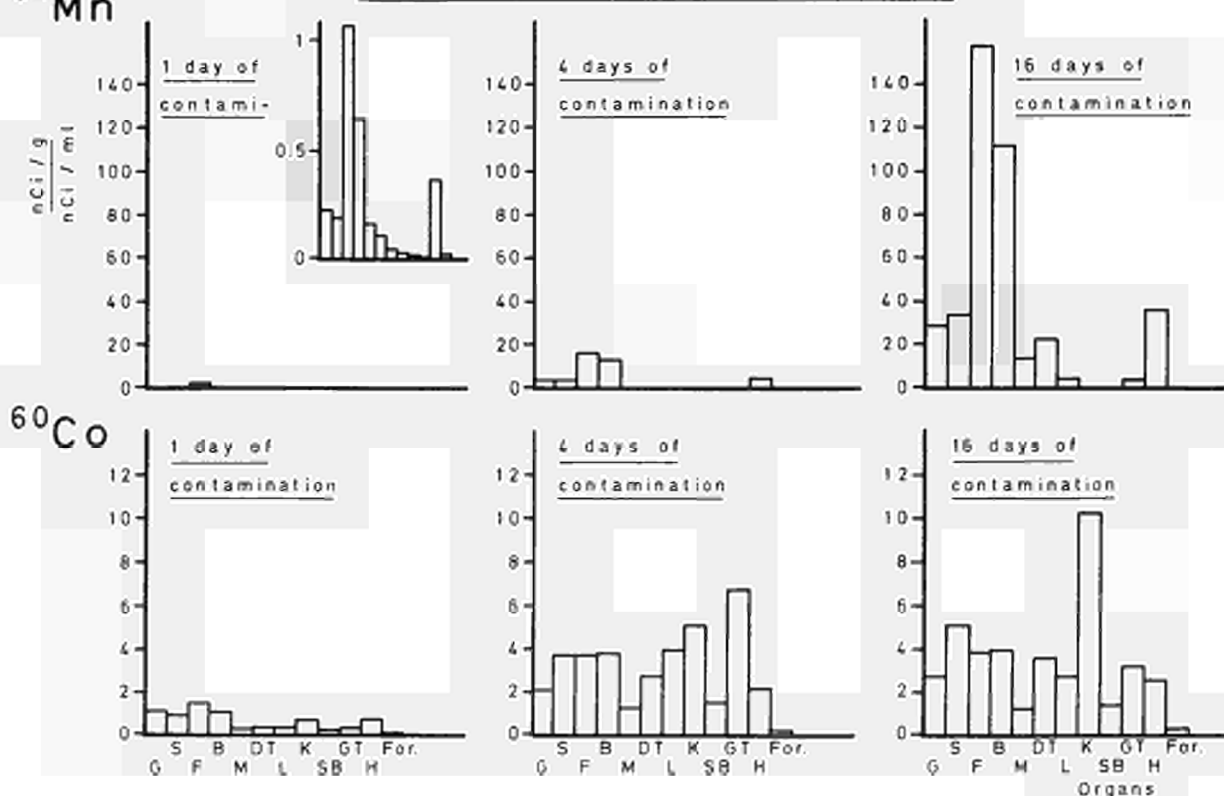 Mn
1 day of
contami-
1
0.5
0
4 days of
contamination
16 days of
contamination
nCi / g
nCi / ml
140
120
100
80
60
40
20
0
140
120
100
80
60
40
20
0
140
120
100
80
60
40
20
0
60Co
1 day of
contamination
4 days of
contamination
16 days of
contamination
12
10
8
6
4
2
0
12
10
8
6
4
2
0
12
10
8
6
4
2
0
S B DT K GT For.
G F M L SB H
S B DT K GT For.
G F M L SB H
S B DT K GT For.
G F M L SB H
Organs